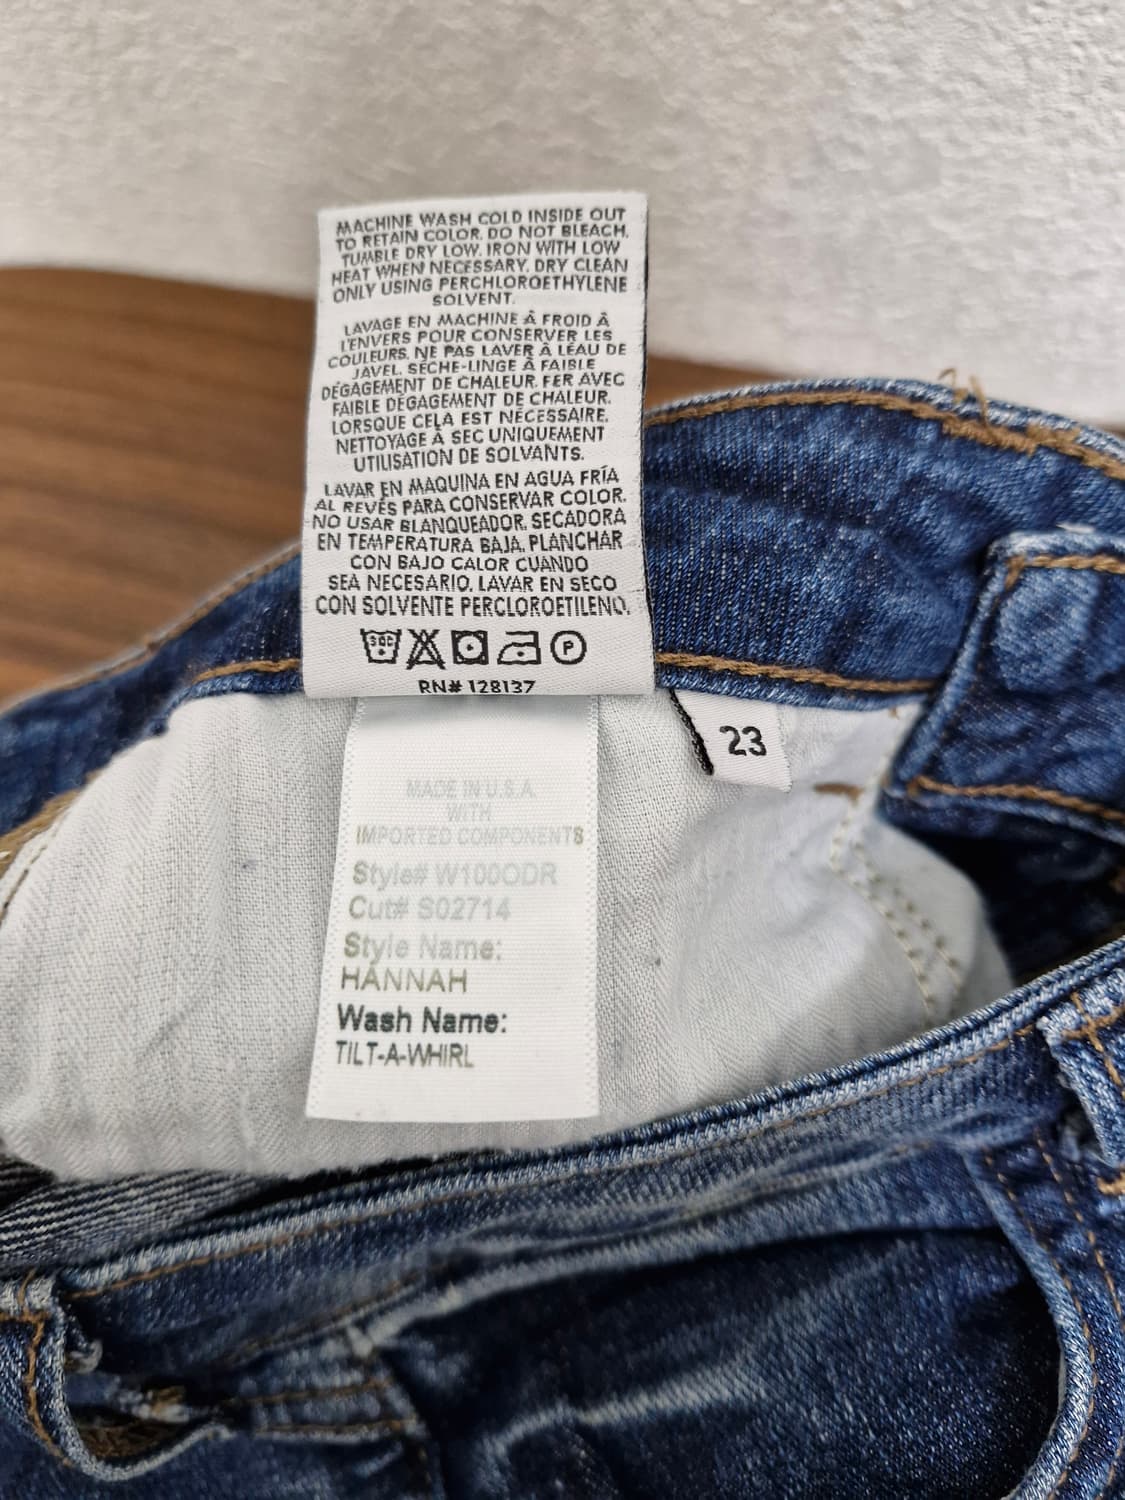 MACHINE WASH COLD INSIDE OUT
TO RETAIN COLOR. DO NOT BLEACH.
TUMBLE DRY LOW. IRON WITH LOW
HEAT WHEN NECESSARY. DRY CLEAN
ONLY USING PERCHLOROETHYLENE
SOLVENT.
LAVAGE EN MACHINE Â FROID Â
L'ENVERS POUR CONSERVER LES
COULEURS. NE PAS LAVER À LÉAU DE
JAVEL. SÉCHE-LINGE Â FAIBLE
DÉGAGEMENT DE CHALEUR. FER AVEC
FAIBLE DÉGAGEMENT DE CHALEUR.
LORSQUE CELA EST NÉCESSAIRE.
NETTOYAGE À SEC UNIQUEMENT
UTILISATION DE SOLVANTS.
LAVAR EN MAQUINA EN AGUA FRÍA
AL REVÉS PARA CONSERVAR COLOR.
NO USAR BLANQUEADOR. SECADORA
EN TEMPERATURA BAJA. PLANCHAR
CON BAJO CALOR CUANDO
SEA NECESARIO. LAVAR EN SECO
CON SOLVENTE PERCLOROETILENO.
P
RN# 128137
23
MADE IN U.S.A.
WITH
IMPORTED COMPONENTS
Style# W100ODR
Cut# S02714
Style Name:
HANNAH
Wash Name:
TILT-A-WHIRL